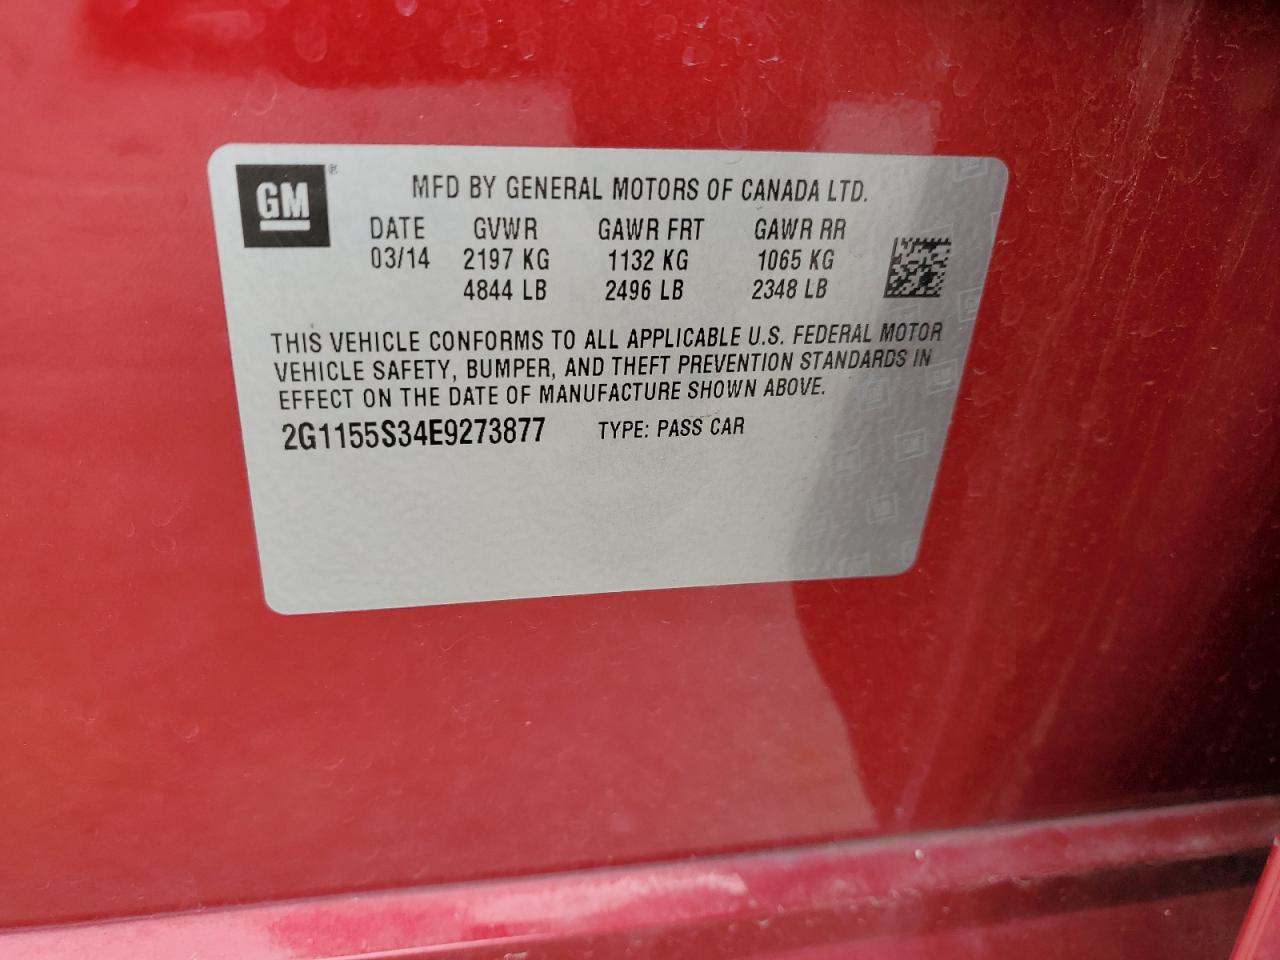 GM ®
MFD BY GENERAL MOTORS OF CANADA LTD.
DATE GVWR GAWR FRT GAWR RR
03/14 2197 KG 1132 KG 1065 KG
4844 LB 2496 LB 2348 LB
THIS VEHICLE CONFORMS TO ALL APPLICABLE U.S. FEDERAL MOTOR
VEHICLE SAFETY, BUMPER, AND THEFT PREVENTION STANDARDS IN
EFFECT ON THE DATE OF MANUFACTURE SHOWN ABOVE.
2G1155S34E9273877 TYPE: PASS CAR